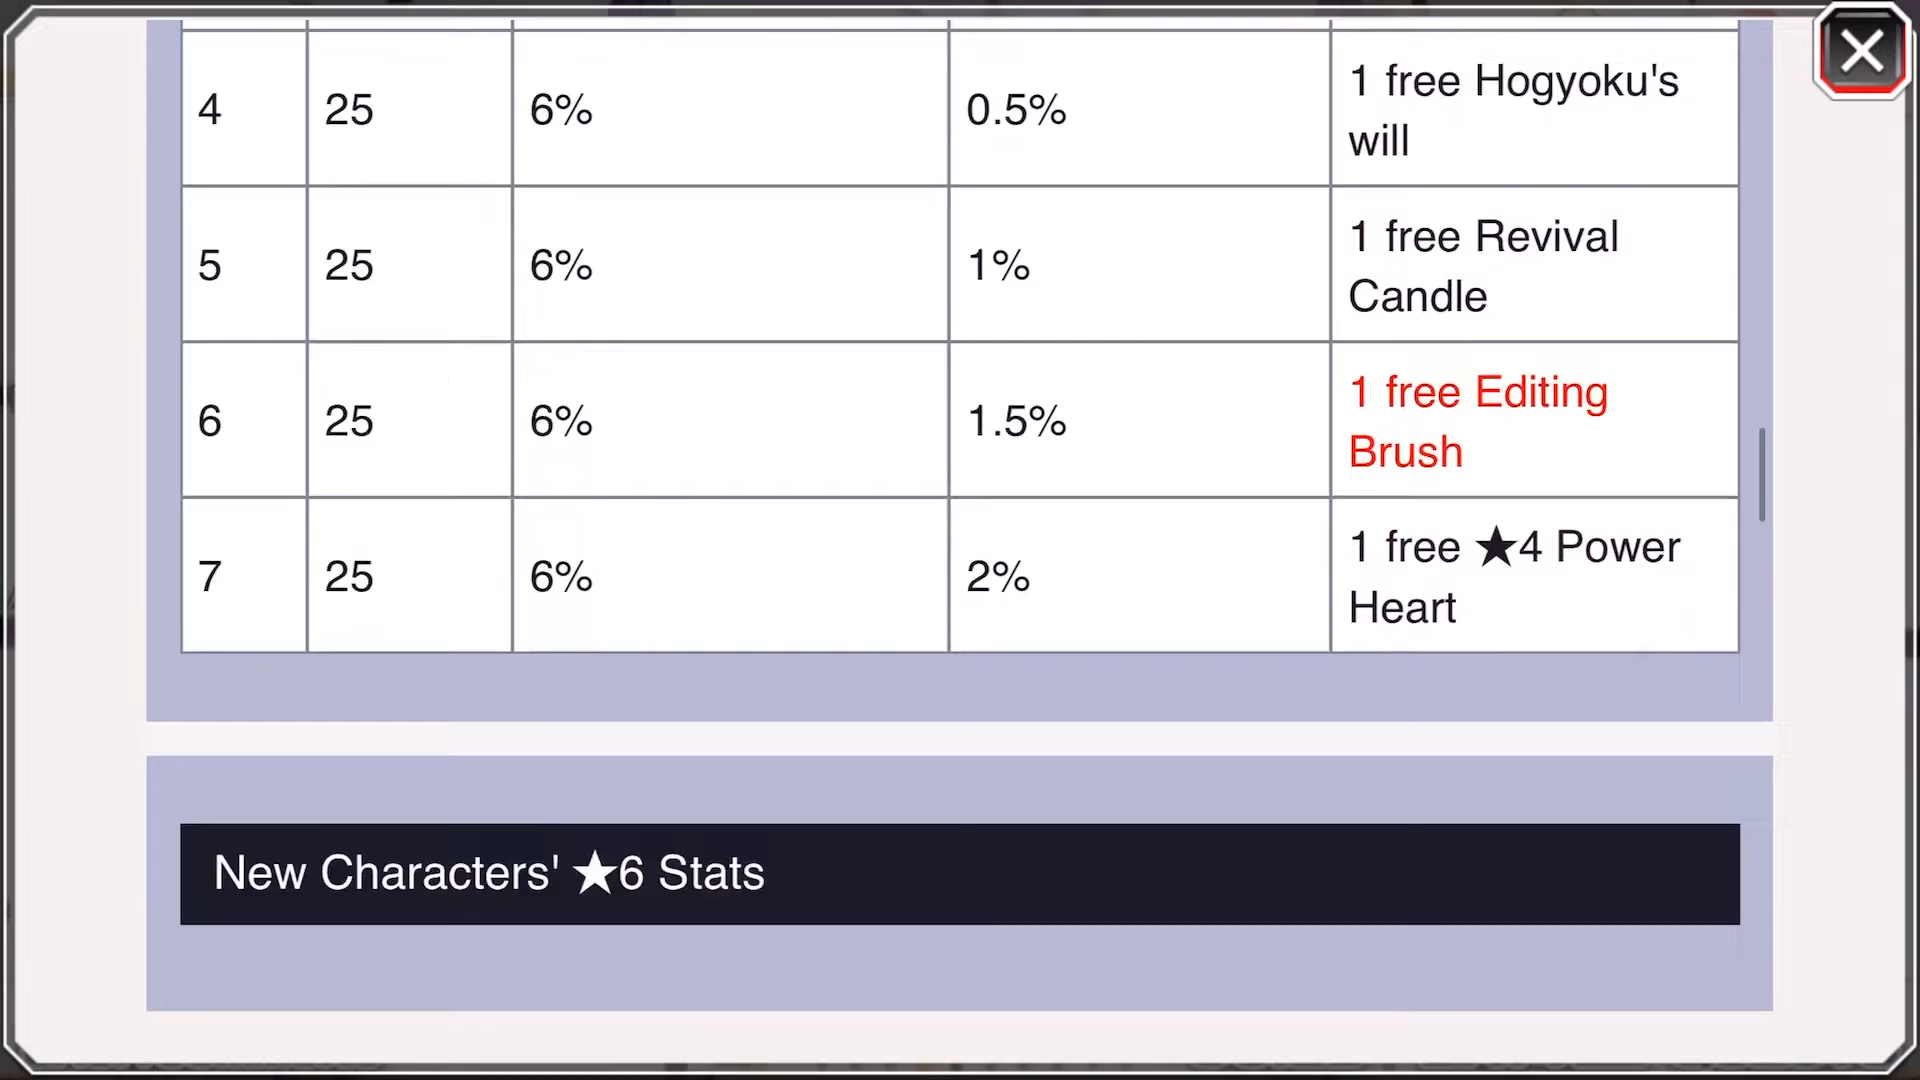 4 25 6% 0.5% 1 free Hogyoku's
will
5 25 6% 1% 1 free Revival
Candle
6 25 6% 1.5% 1 free Editing
Brush
7 25 6% 2% 1 free ★4 Power
Heart
New Characters' ★6 Stats